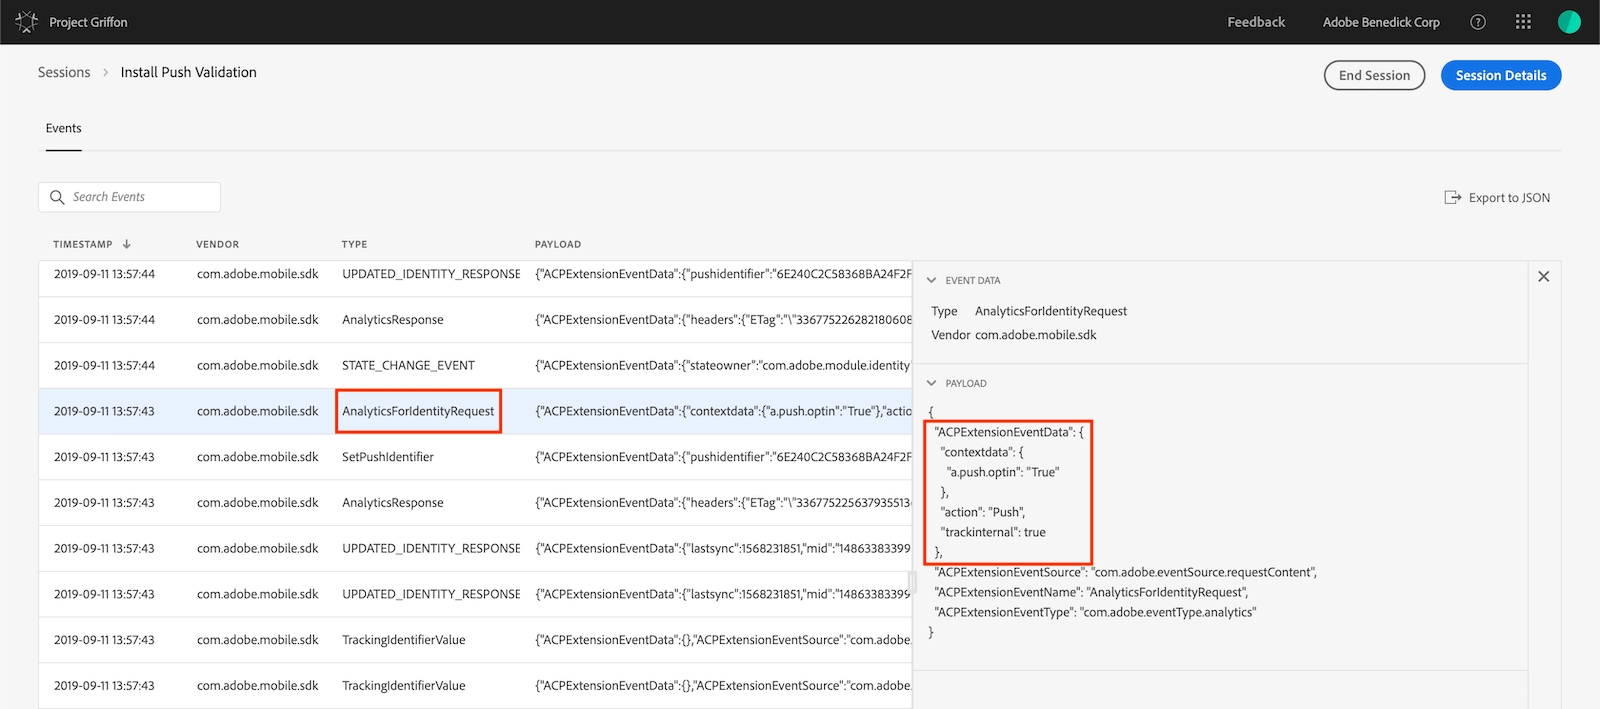 Project Griffon
Feedback
Adobe Benedick Corp
Sessions > Install Push Validation
End Session
Session Details
Events
Search Events
Export to JSON
TIMESTAMP VENDOR TYPE PAYLOAD
2019-09-11 13:57:44 com.adobe.mobile.sdk UPDATED_IDENTITY_RESPONSE {"ACPExtensionEventData":{"pushidentifier":"6E240C2C58368BA24F2F
2019-09-11 13:57:44 com.adobe.mobile.sdk AnalyticsResponse {"ACPExtensionEventData":{"headers":{"ETag":"\"336775226282180608
2019-09-11 13:57:44 com.adobe.mobile.sdk STATE_CHANGE_EVENT {"ACPExtensionEventData":{"stateowner":"com.adobe.module.identity"
2019-09-11 13:57:43 com.adobe.mobile.sdk AnalyticsForIdentityRequest {"ACPExtensionEventData":{"contextdata":{"a.push.optin":"True"},"actio
2019-09-11 13:57:43 com.adobe.mobile.sdk SetPushIdentifier {"ACPExtensionEventData":{"pushidentifier":"6E240C2C58368BA24F2F
2019-09-11 13:57:43 com.adobe.mobile.sdk AnalyticsResponse {"ACPExtensionEventData":{"headers":{"ETag":"\"33677522563793551
2019-09-11 13:57:43 com.adobe.mobile.sdk UPDATED_IDENTITY_RESPONSE {"ACPExtensionEventData":{"lastsync":1568231851,"mid":"14863383399
2019-09-11 13:57:43 com.adobe.mobile.sdk UPDATED_IDENTITY_RESPONSE {"ACPExtensionEventData":{"lastsync":1568231851,"mid":"14863383399
2019-09-11 13:57:43 com.adobe.mobile.sdk TrackingIdentifierValue {"ACPExtensionEventData":{},"ACPExtensionEventSource":"com.adobe.
2019-09-11 13:57:43 com.adobe.mobile.sdk TrackingIdentifierValue {"ACPExtensionEventData":{},"ACPExtensionEventSource":"com.adobe.
EVENT DATA
Type AnalyticsForIdentityRequest
Vendor com.adobe.mobile.sdk
PAYLOAD
{
"ACPExtensionEventData": {
"contextdata": {
"a.push.optin": "True"
},
"action": "Push",
"trackinternal": true
},
"ACPExtensionEventSource": "com.adobe.eventSource.requestContent",
"ACPExtensionEventName": "AnalyticsForIdentityRequest",
"ACPExtensionEventType": "com.adobe.eventType.analytics"
}